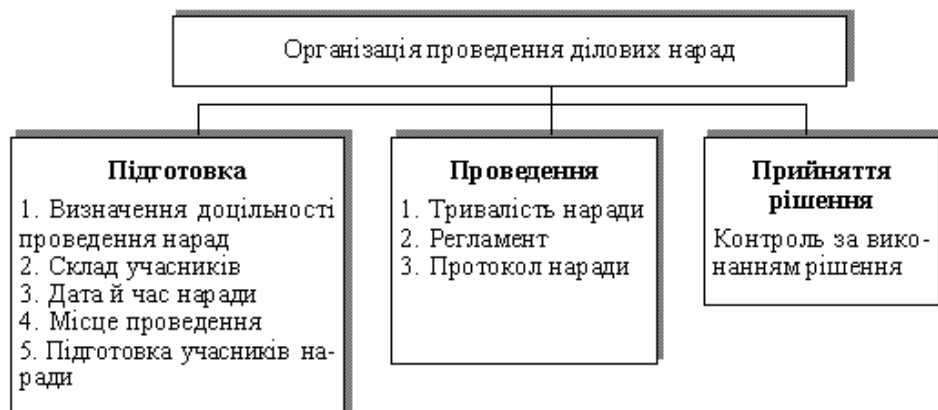 Організація проведення ділових нарад
Підготовка
1. Визначення доцільності
проведення нарад
2. Склад учасників
3. Дата й час наради
4. Місце проведення
5. Підготовка учасників на-
ради
Проведення
1. Тривалість наради
2. Регламент
3. Протокол наради
Прийняття
рішення
Контроль за вико-
нанням рішення